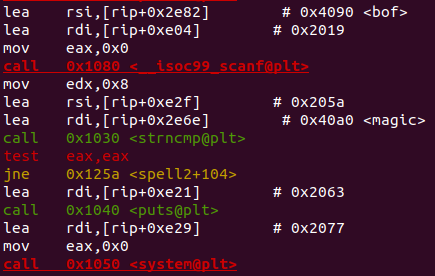 lea rsi,[rip+0x2e82] # 0x4090 <bof>
lea rdi,[rip+0xe04] # 0x2019
mov eax,0x0
call 0x1080 <__isoc99_scanf@plt>
mov edx,0x8
lea rsi,[rip+0xe2f] # 0x205a
lea rdi,[rip+0x2e6e] # 0x40a0 <magic>
call 0x1030 <strncmp@plt>
test eax,eax
jne 0x125a <spell2+104>
lea rdi,[rip+0xe21] # 0x2063
call 0x1040 <puts@plt>
lea rdi,[rip+0xe29] # 0x2077
mov eax,0x0
call 0x1050 <system@plt>